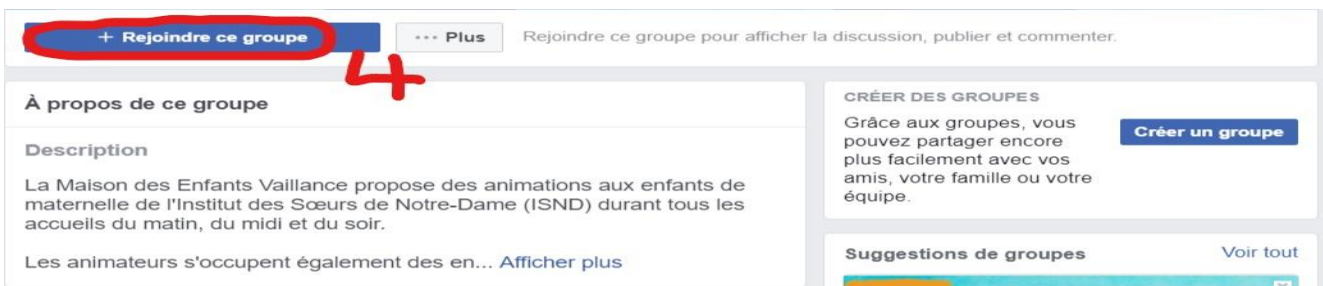 + Rejoindre ce groupe
··· Plus
Rejoindre ce groupe pour afficher la discussion, publier et commenter.
4
À propos de ce groupe
Description
La Maison des Enfants Vaillance propose des animations aux enfants de
maternelle de l'Institut des Sœurs de Notre-Dame (ISND) durant tous les
accueils du matin, du midi et du soir.
Les animateurs s'occupent également des en... Afficher plus
CRÉER DES GROUPES
Grâce aux groupes, vous
pouvez partager encore
plus facilement avec vos
amis, votre famille ou votre
équipe.
Créer un groupe
Suggestions de groupes
Voir tout